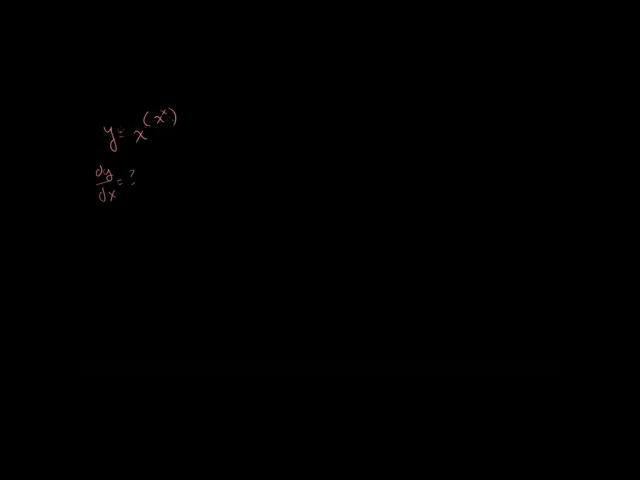 y = x^(x^x)
dy/dx = ?